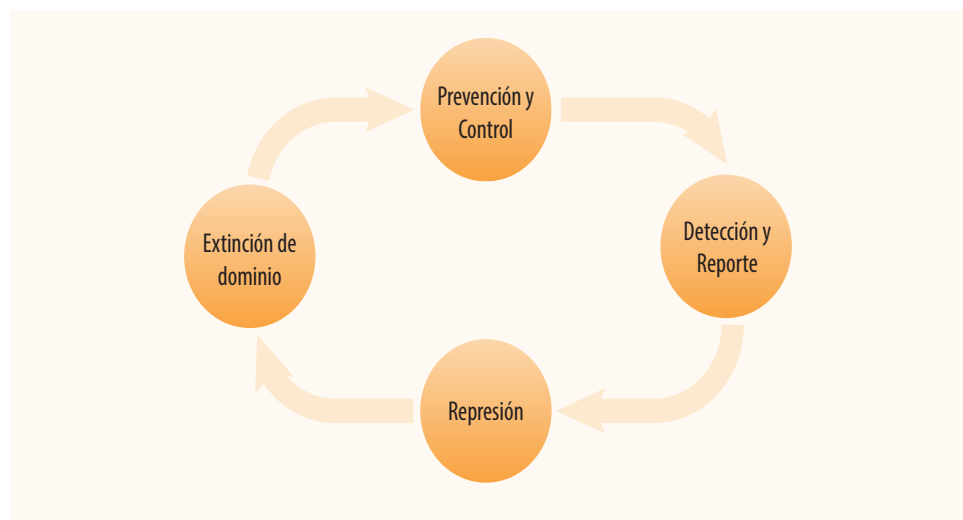 Prevención y
Control
Detección y
Reporte
Represión
Extinción de
dominio